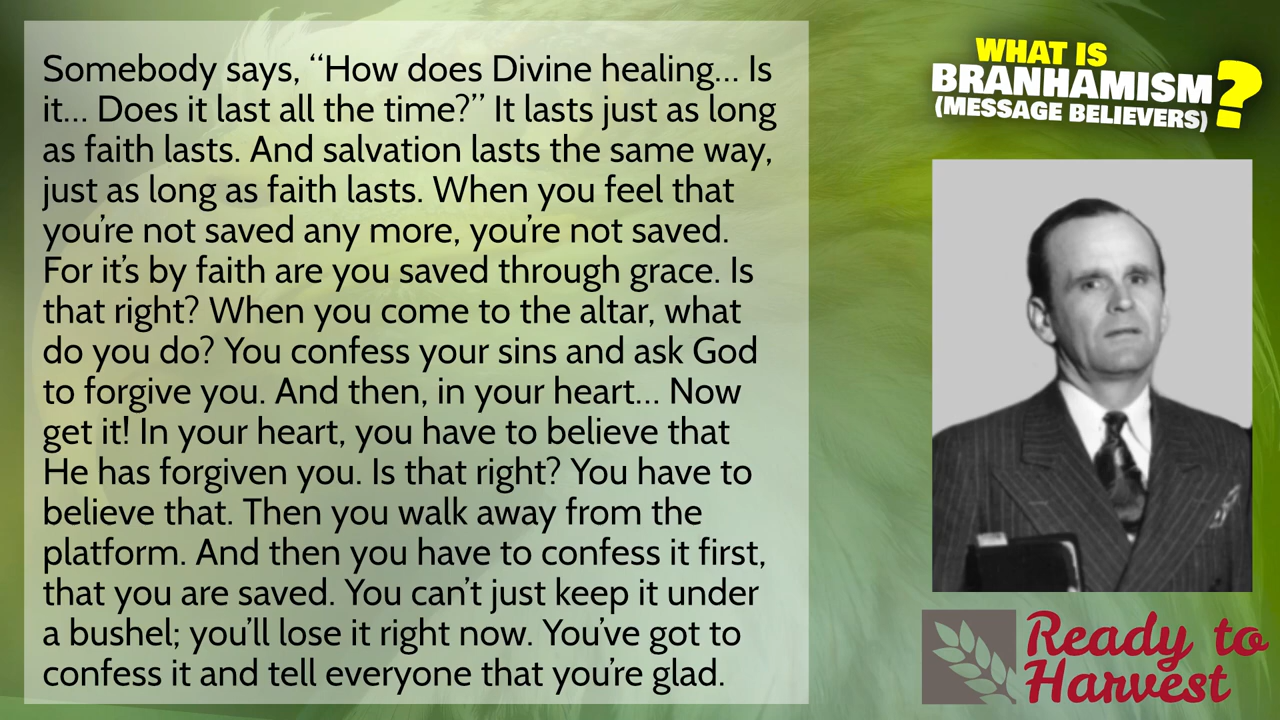 Somebody says, “How does Divine healing... Is
it... Does it last all the time?” It lasts just as long
as faith lasts. And salvation lasts the same way,
just as long as faith lasts. When you feel that
you’re not saved any more, you’re not saved.
For it’s by faith are you saved through grace. Is
that right? When you come to the altar, what
do you do? You confess your sins and ask God
to forgive you. And then, in your heart... Now
get it! In your heart, you have to believe that
He has forgiven you. Is that right? You have to
believe that. Then you walk away from the
platform. And then you have to confess it first,
that you are saved. You can’t just keep it under
a bushel; you’ll lose it right now. You’ve got to
confess it and tell everyone that you’re glad.
WHAT IS
BRANHAMISM?
(MESSAGE BELIEVERS)
Ready to
Harvest